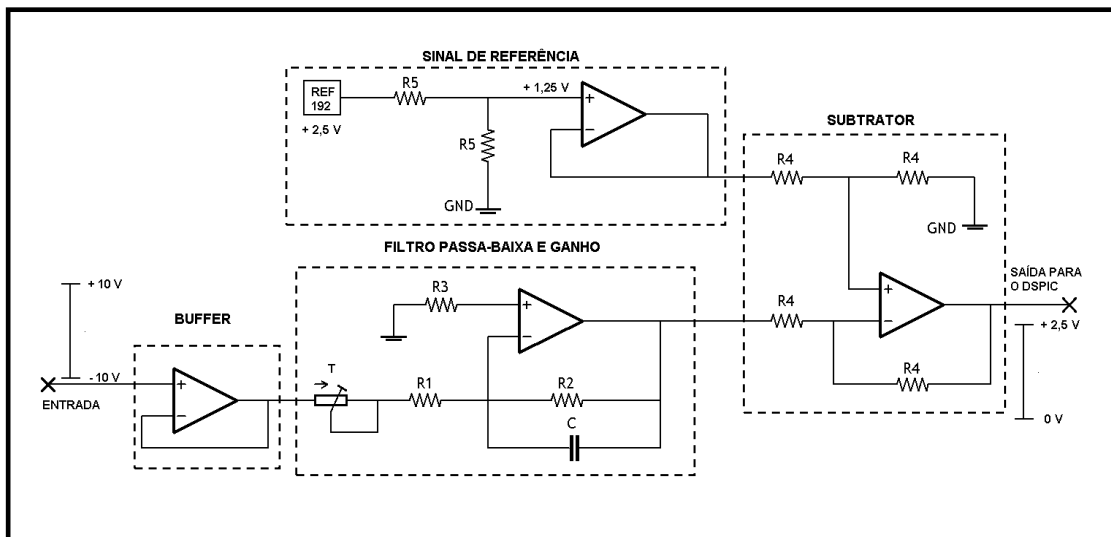 SINAL DE REFERÊNCIA
REF
192
+ 2,5 V
R5
+ 1,25 V
+
−
R5
GND
SUBTRATOR
R4
R4
GND
FILTRO PASSA-BAIXA E GANHO
+ 10 V
- 10 V
ENTRADA
BUFFER
+
−
R3
+
−
T
R1
R2
C
R4
+
−
R4
SAÍDA PARA
O DSPIC
+ 2,5 V
0 V